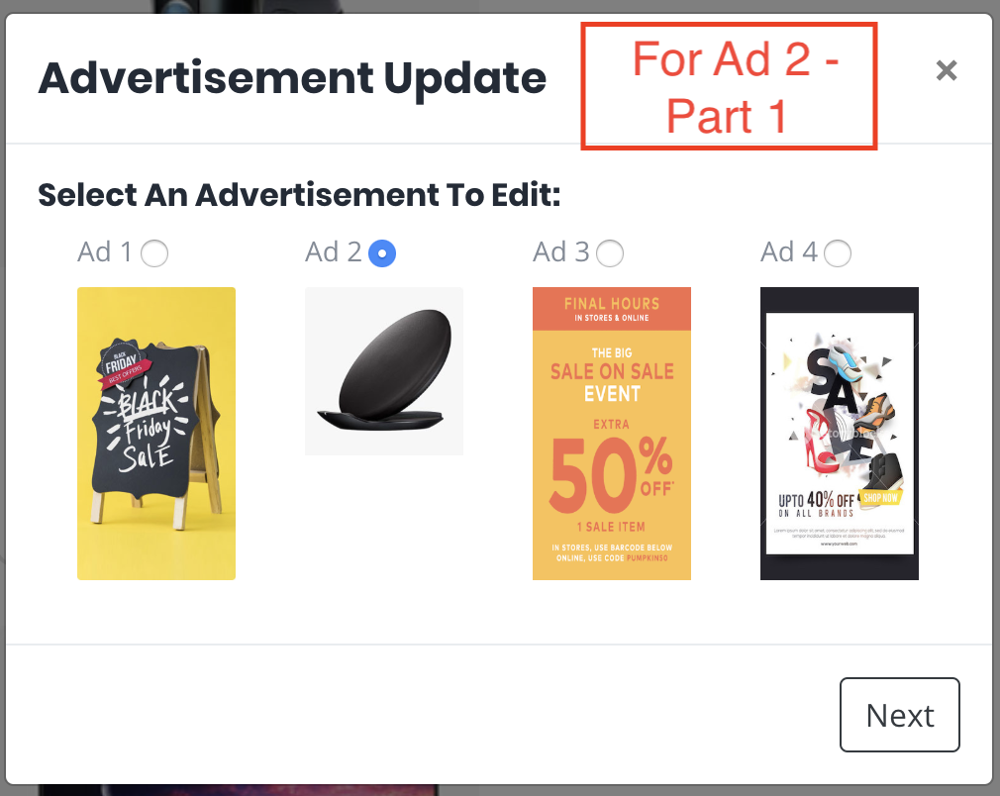 Advertisement Update
For Ad 2 -
Part 1
×
Select An Advertisement To Edit:
Ad 1
Ad 2
Ad 3
Ad 4
BLACK
FRIDAY
BEST OFFERS
BLACK
Friday
SALE
FINAL HOURS
IN STORES & ONLINE
THE BIG
SALE ON SALE
EVENT
EXTRA
50%
OFF*
1 SALE ITEM
IN STORES, USE BARCODE BELOW
ONLINE, USE CODE PUMPKIN50
SALE
UPTO 40% OFF
ON ALL BRANDS
SHOP NOW
www.yourweb.com
Next